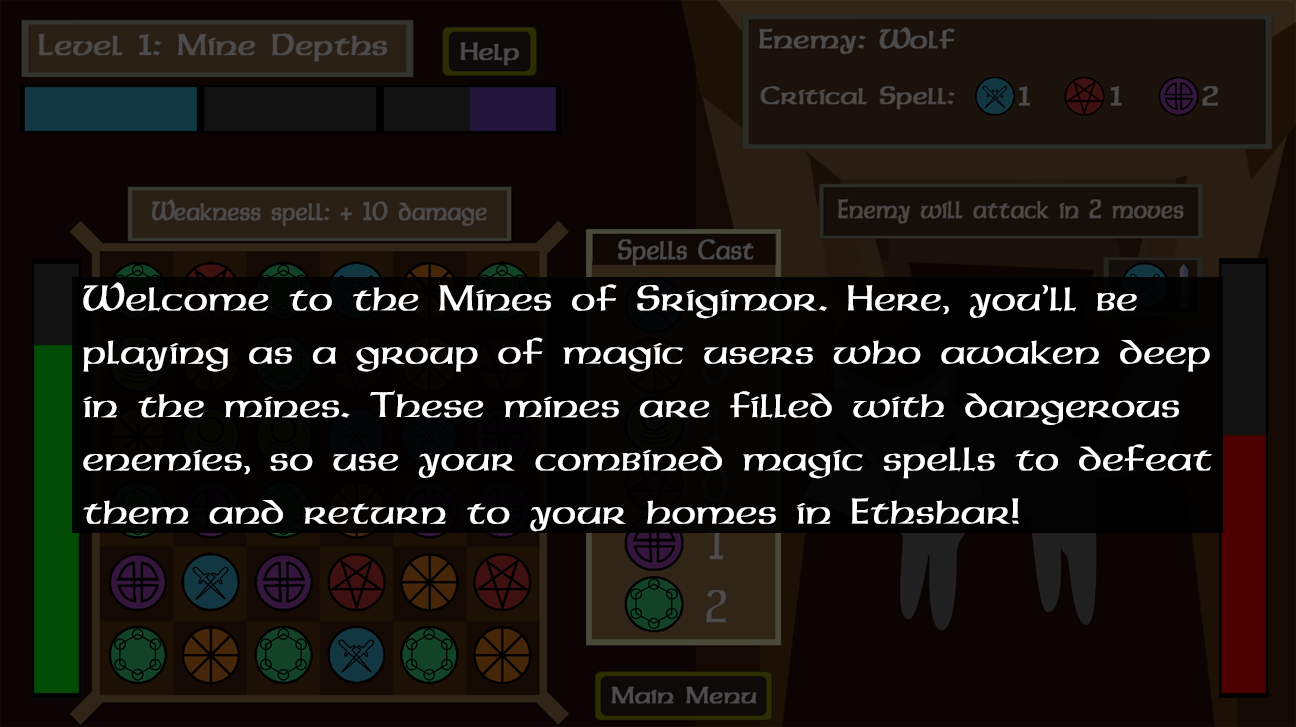 Level 1: Mine Depths
Help
Enemy: Wolf
Critical Spell: 1 1 2
Weakness spell: + 10 damage
Enemy will attack in 2 moves
Spells Cast
Welcome to the Mines of Srigimor. Here, you'll be
playing as a group of magic users who awaken deep
in the mines. These mines are filled with dangerous
enemies, so use your combined magic spells to defeat
them and return to your homes in Ethshar!
1
2
Main Menu